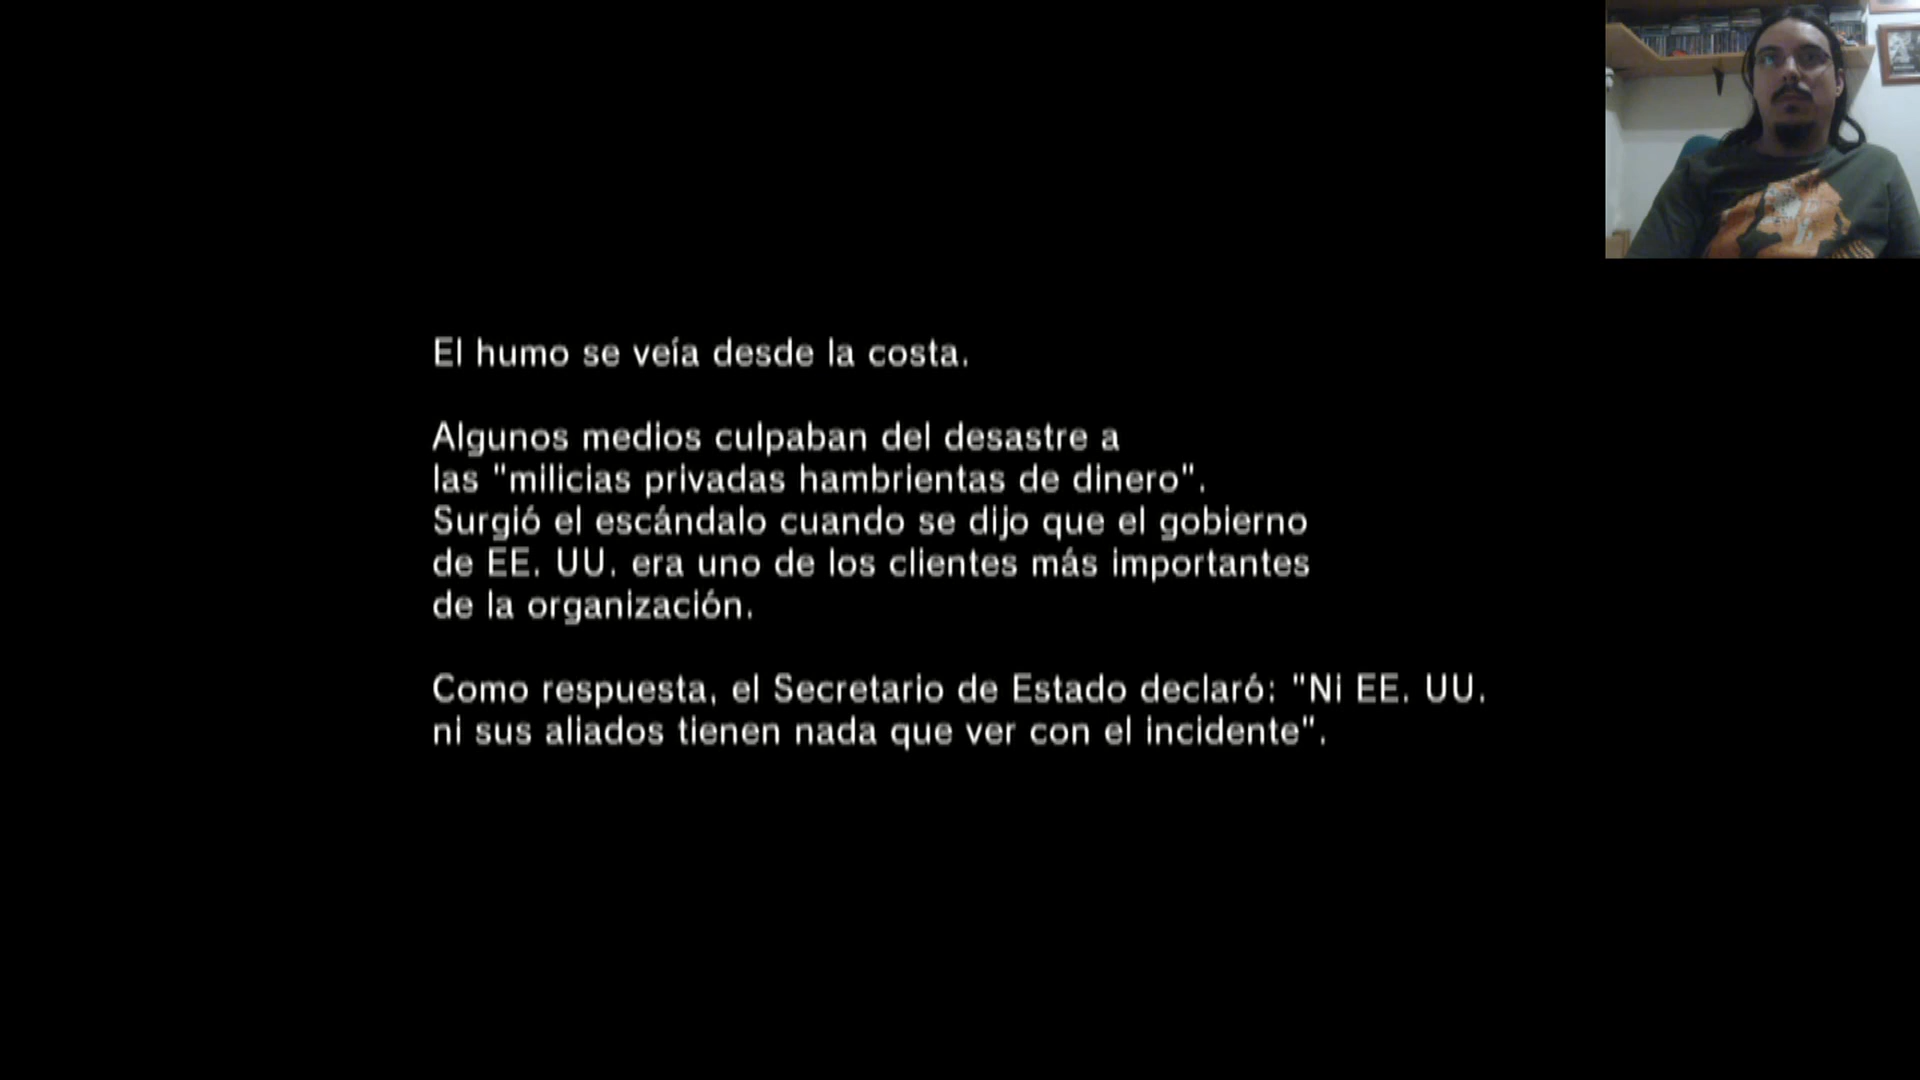 El humo se veía desde la costa.
Algunos medios culpaban del desastre a
las "milicias privadas hambrientas de dinero".
Surgió el escándalo cuando se dijo que el gobierno
de EE. UU. era uno de los clientes más importantes
de la organización.
Como respuesta, el Secretario de Estado declaró: "Ni EE. UU.
ni sus aliados tienen nada que ver con el incidente".